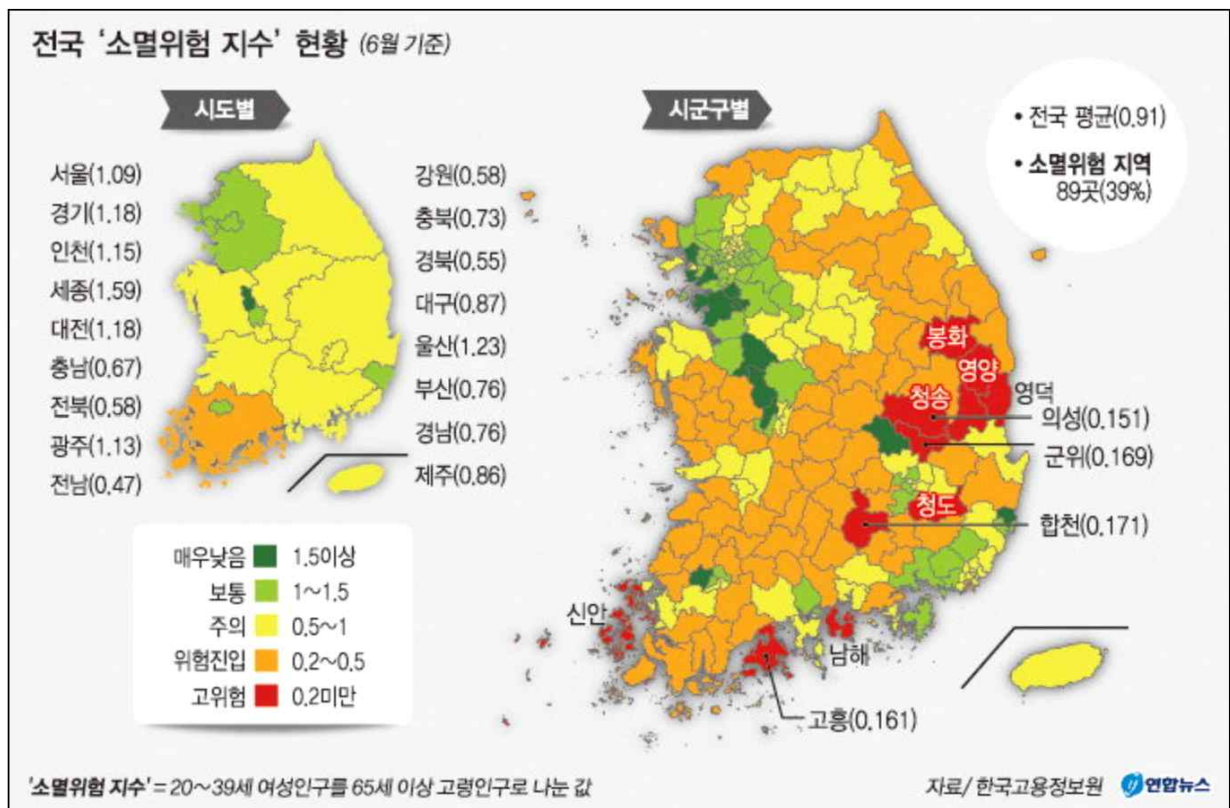 전국 '소멸위험 지수' 현황 (6월 기준)
시도별
서울(1.09)
경기(1.18)
인천(1.15)
세종(1.59)
대전(1.18)
충남(0.67)
전북(0.58)
광주(1.13)
전남(0.47)
강원(0.58)
충북(0.73)
경북(0.55)
대구(0.87)
울산(1.23)
부산(0.76)
경남(0.76)
제주(0.86)
매우낮음 1.5이상
보통 1~1.5
주의 0.5~1
위험진입 0.2~0.5
고위험 0.2미만
시군구별
• 전국 평균(0.91)
• 소멸위험 지역
89곳(39%)
봉화
영양
청송
영덕
의성(0.151)
군위(0.169)
청도
합천(0.171)
신안
남해
고흥(0.161)
'소멸위험 지수' = 20~39세 여성인구를 65세 이상 고령인구로 나눈 값
자료/ 한국고용정보원
연합뉴스